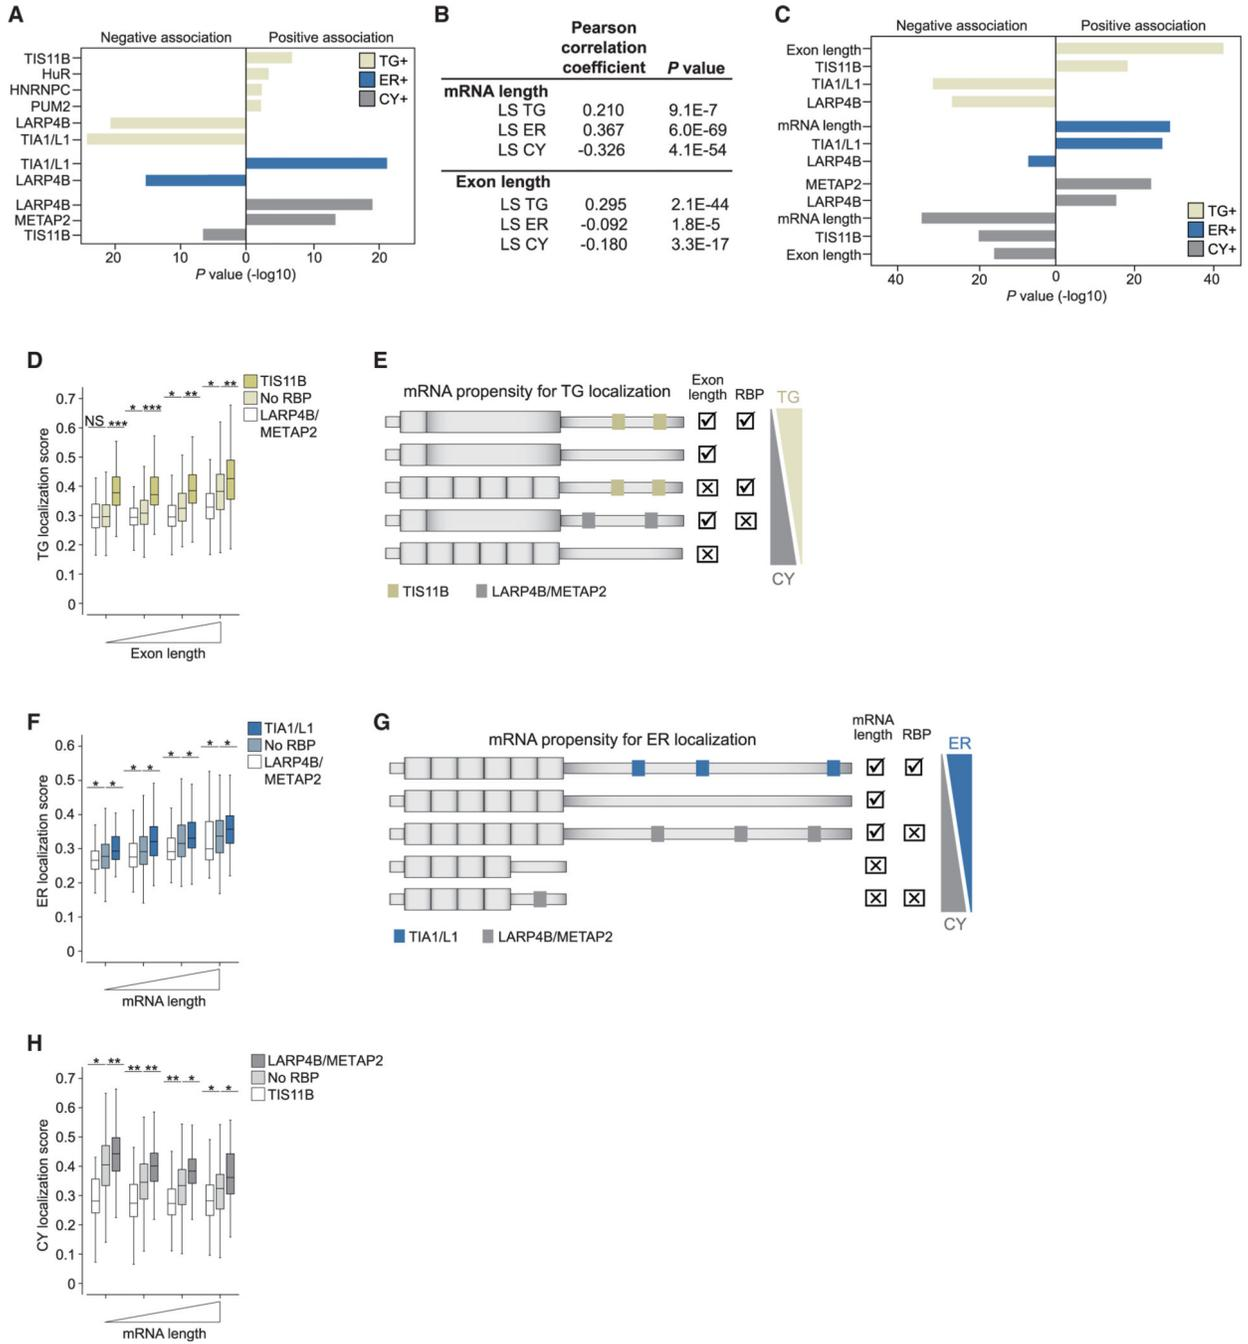 A
Negative association Positive association
TIS11B
HuR
HNRNPC
PUM2
LARP4B
TIA1/L1
TIA1/L1
LARP4B
LARP4B
METAP2
TIS11B
TG+
ER+
CY+
20 10 0 10 20
P value (-log10)
B
Pearson
correlation
coefficient P value
mRNA length
LS TG 0.210 9.1E-7
LS ER 0.367 6.0E-69
LS CY -0.326 4.1E-54
Exon length
LS TG 0.295 2.1E-44
LS ER -0.092 1.8E-5
LS CY -0.180 3.3E-17
C
Negative association Positive association
Exon length
TIS11B
TIA1/L1
LARP4B
mRNA length
TIA1/L1
LARP4B
METAP2
LARP4B
mRNA length
TIS11B
Exon length
TG+
ER+
CY+
40 20 0 20 40
P value (-log10)
D
TIS11B
No RBP
LARP4B/
METAP2
NS *** * *** * ** * **
TG localization score
0.7
0.6
0.5
0.4
0.3
0.2
0.1
0
Exon length
E
mRNA propensity for TG localization
Exon
length RBP
TG
CY
TIS11B LARP4B/METAP2
F
TIA1/L1
No RBP
LARP4B/
METAP2
* * * * * * * *
ER localization score
0.6
0.5
0.4
0.3
0.2
0.1
0
mRNA length
G
mRNA propensity for ER localization
mRNA
length RBP
ER
CY
TIA1/L1 LARP4B/METAP2
H
LARP4B/METAP2
No RBP
TIS11B
* ** ** ** ** * * *
CY localization score
0.7
0.6
0.5
0.4
0.3
0.2
0.1
0
mRNA length